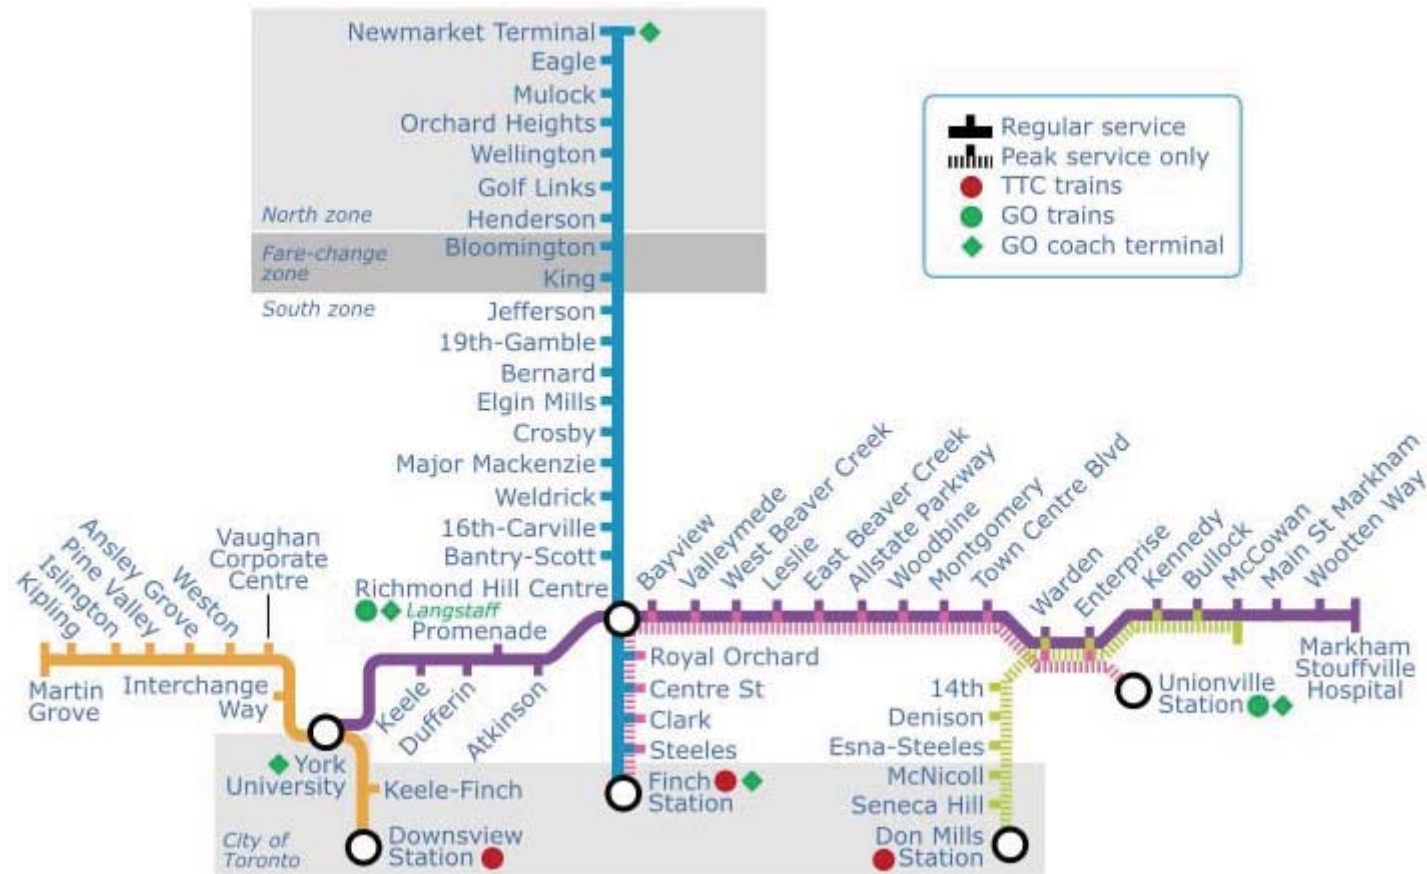 Newmarket Terminal
Eagle
Mulock
Orchard Heights
Wellington
Golf Links
North zone
Henderson
Bloomington
Fare-change
zone
King
South zone
Jefferson
19th-Gamble
Bernard
Elgin Mills
Crosby
Major Mackenzie
Weldrick
16th-Carville
Bantry-Scott
Richmond Hill Centre
Langstaff
Regular service
Peak service only
TTC trains
GO trains
GO coach terminal
Martin
Grove
Kipling
Islington
Pine Valley
Ansley Grove
Weston
Vaughan
Corporate
Centre
Interchange
Way
York
University
Keele-Finch
Downsview
Station
City of
Toronto
Keele
Dufferin
Promenade
Atkinson
Bayview
Valleymede
West Beaver Creek
Leslie
East Beaver Creek
Allstate Parkway
Woodbine
Montgomery
Town Centre Blvd
Warden
Enterprise
Kennedy
Bullock
McCowan
Main St Markham
Wootten Way
Markham
Stouffville
Hospital
Unionville
Station
Royal Orchard
Centre St
Clark
Steeles
Finch
Station
14th
Denison
Esna-Steeles
McNicoll
Seneca Hill
Don Mills
Station